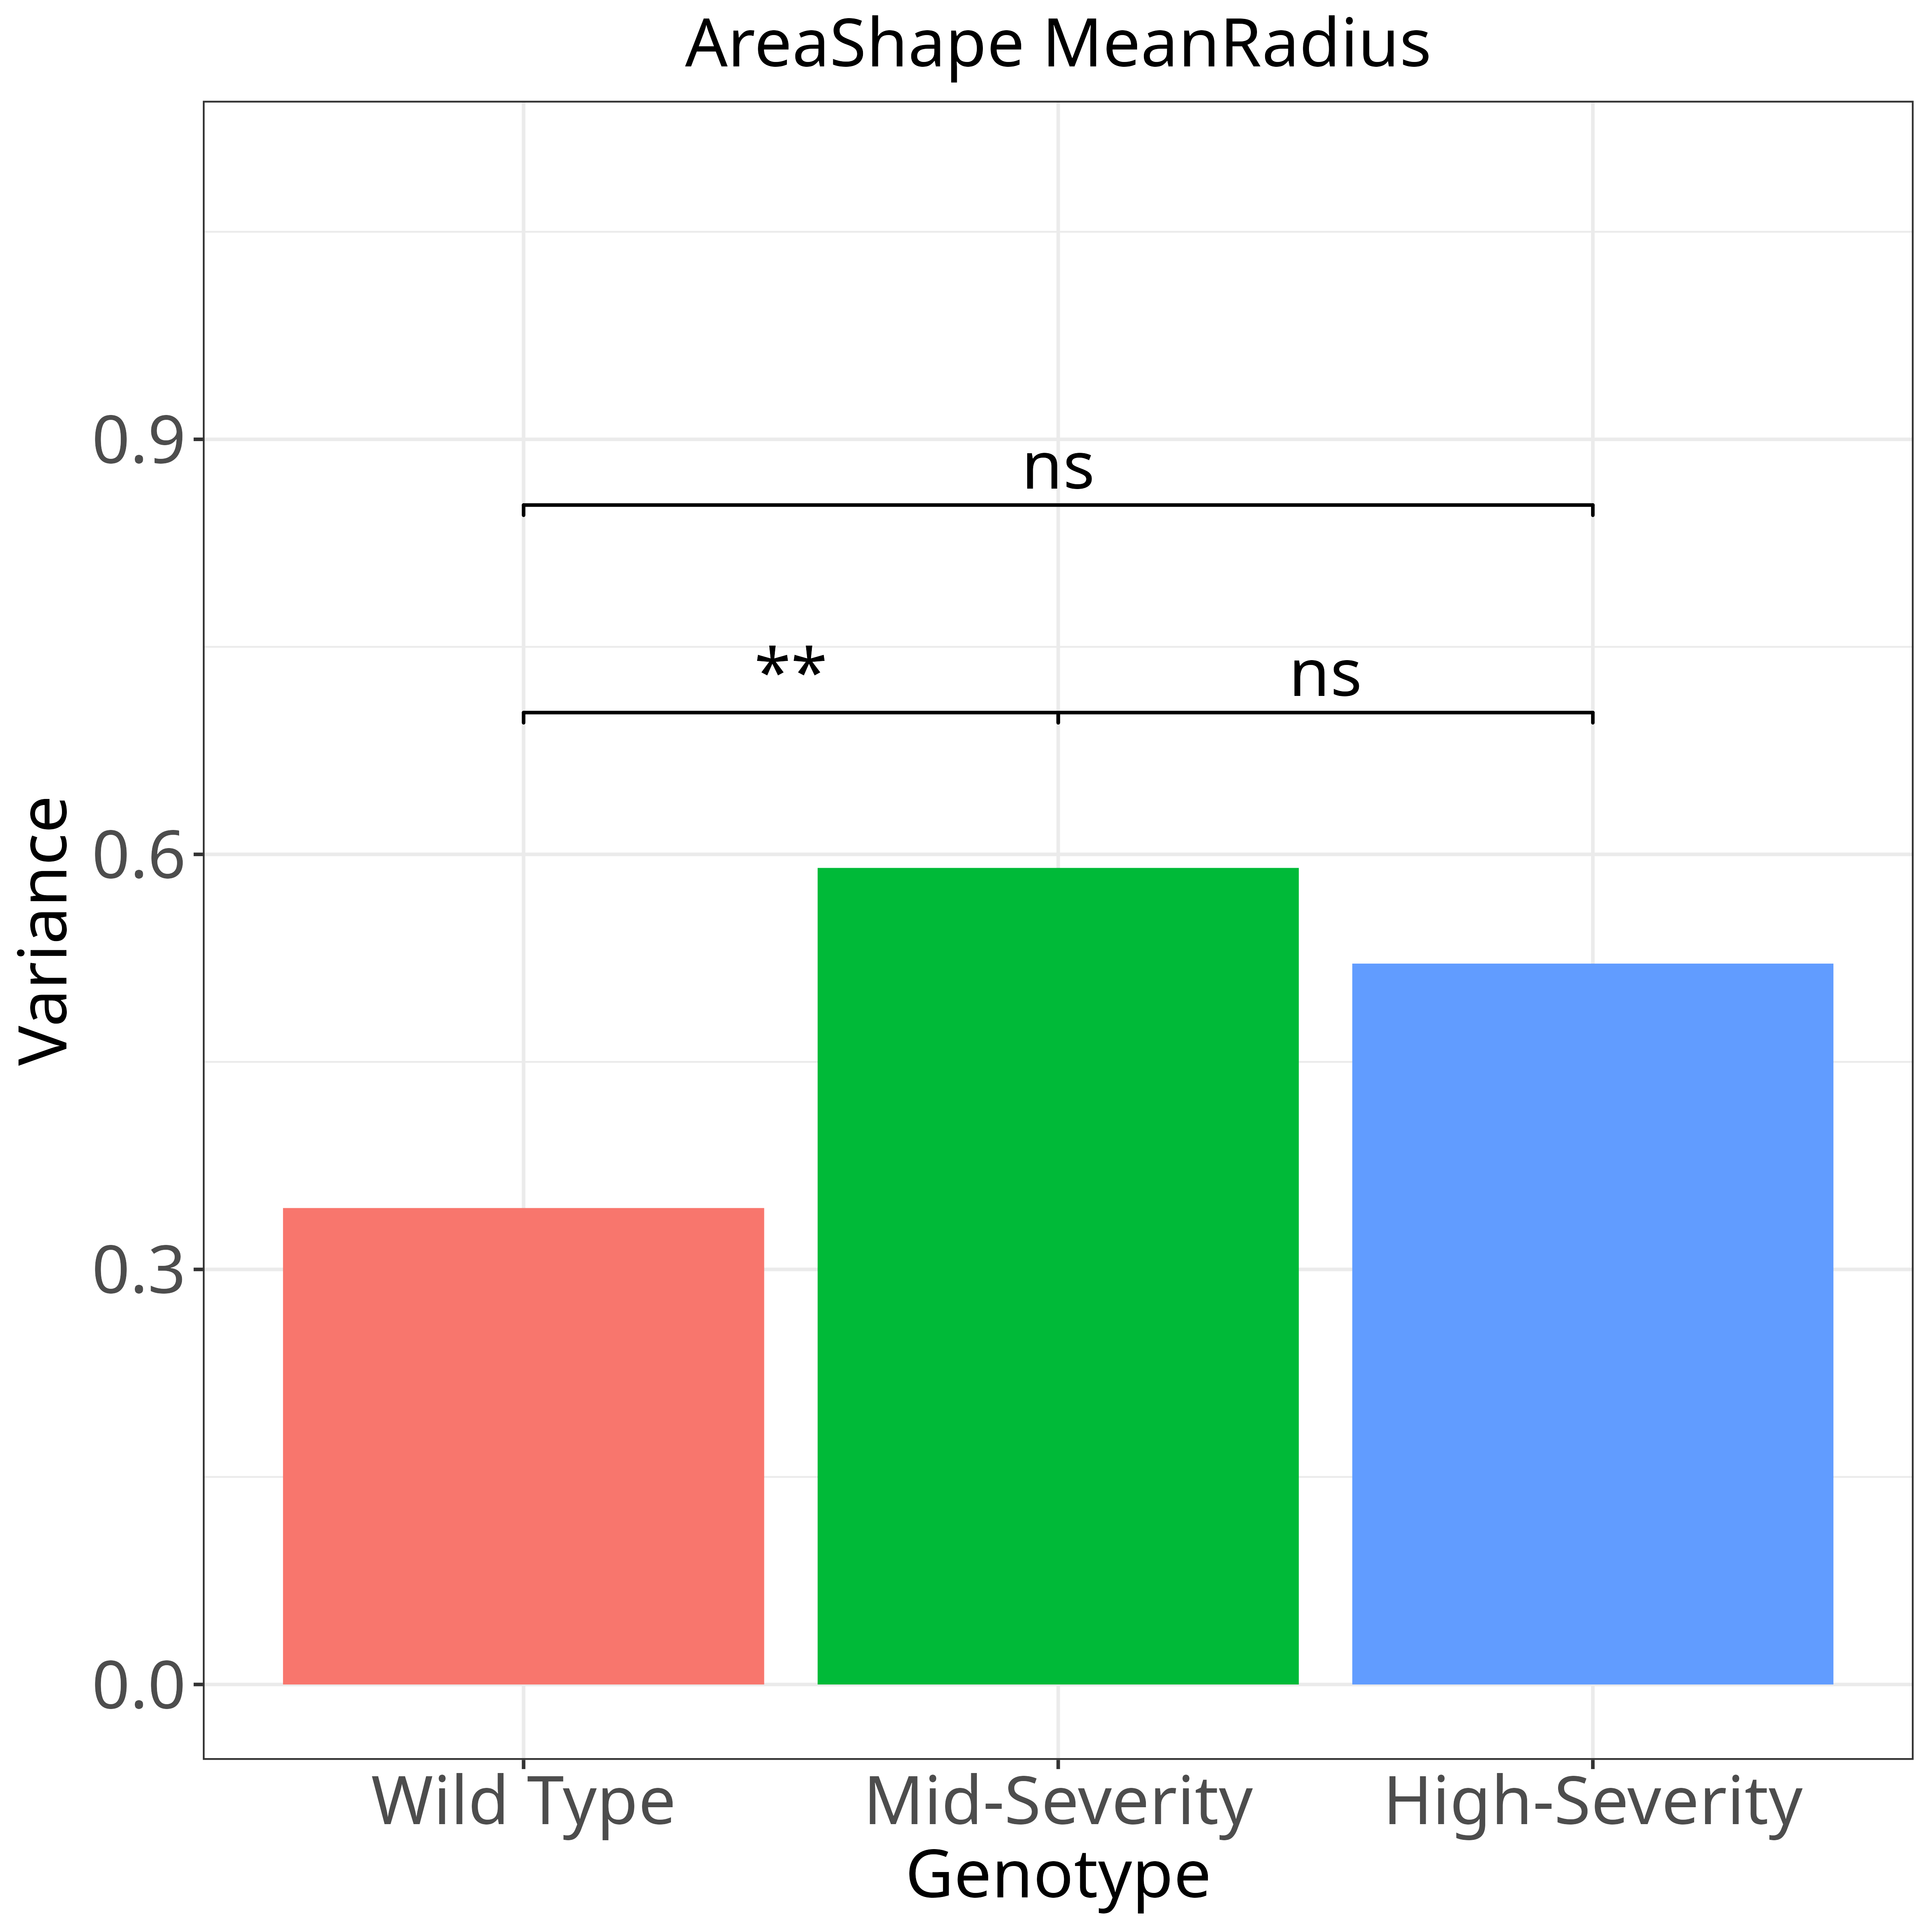 AreaShape MeanRadius
0.9
ns
**
ns
0.6
Variance
0.3
0.0
Wild Type Mid-Severity High-Severity
Genotype